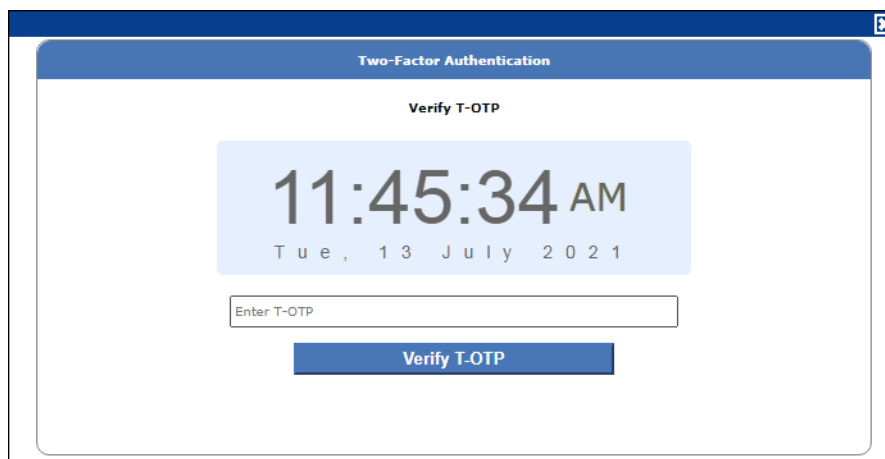 Two-Factor Authentication
Verify T-OTP
11:45:34 AM
Tue, 13 July 2021
Enter T-OTP
Verify T-OTP